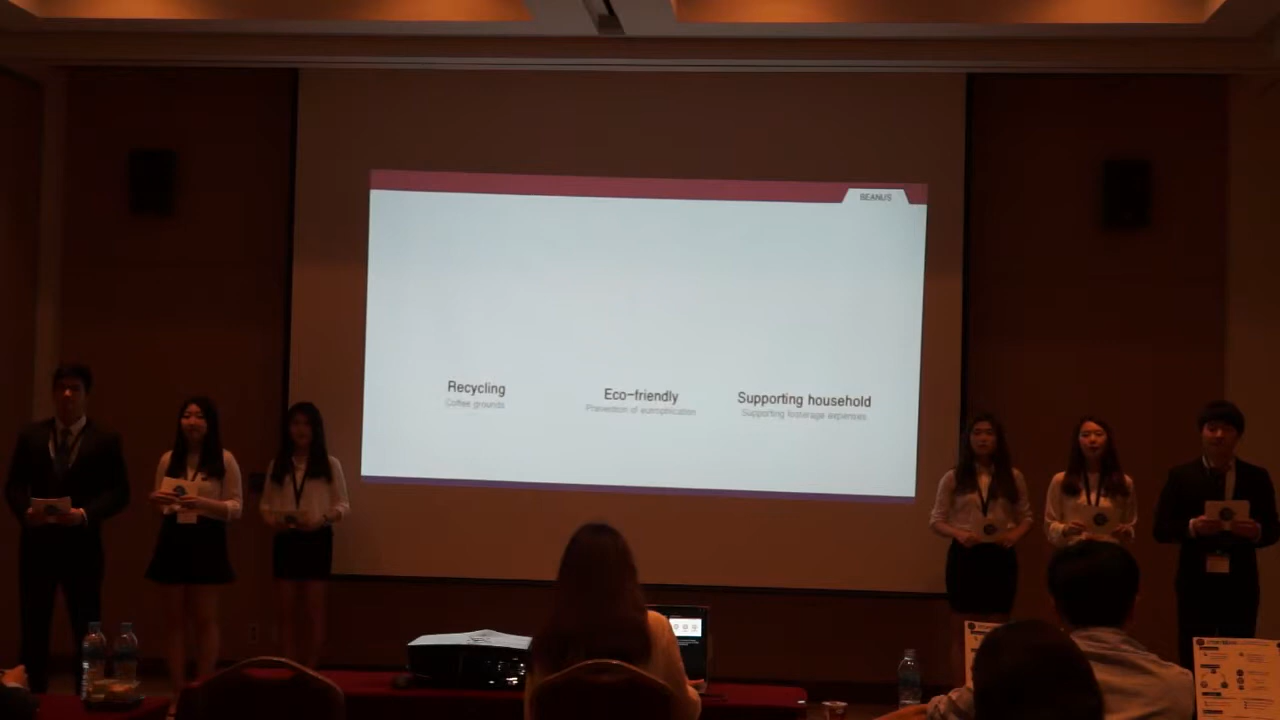 BEANUS
Recycling
Coffee grounds
Eco-friendly
Prevention of eutrophication
Supporting household
Supporting fosterage expenses